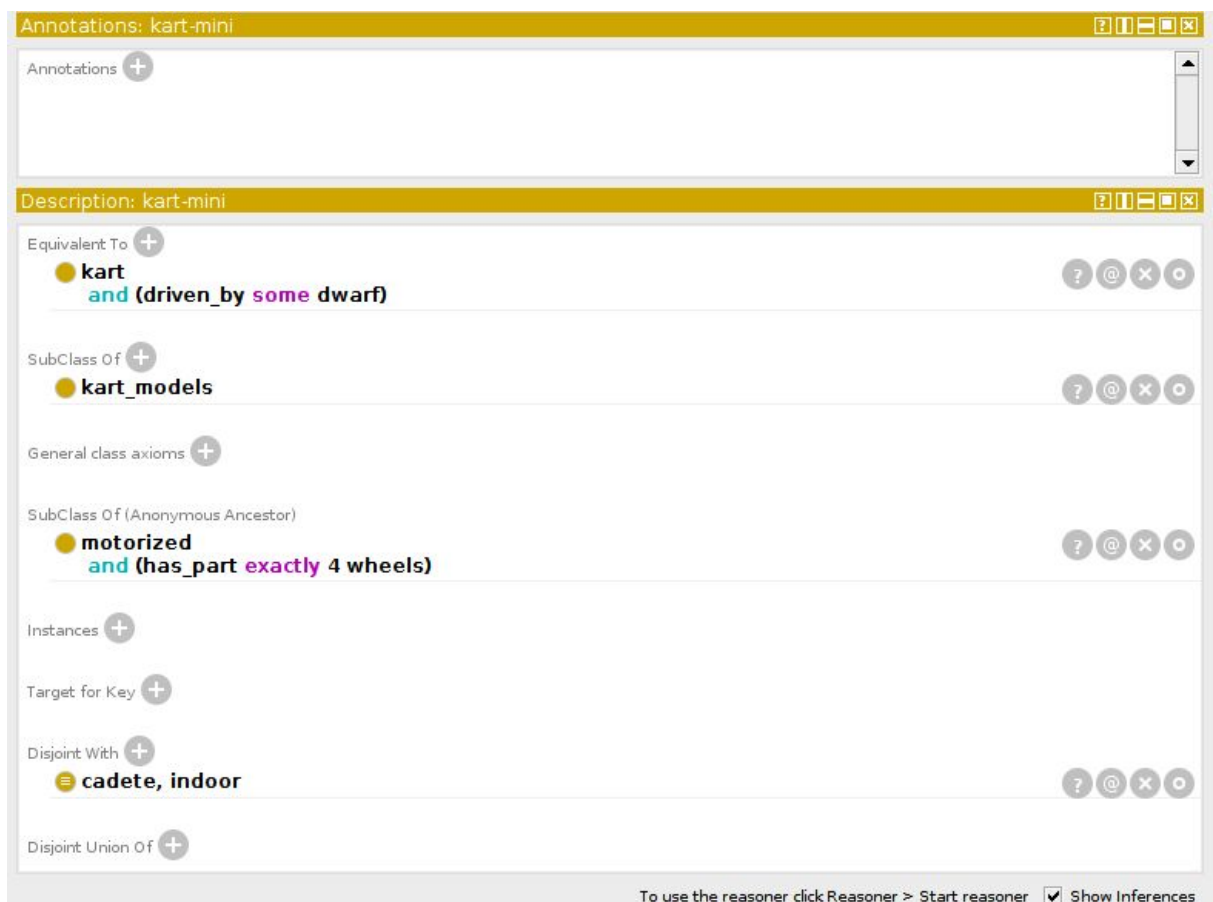 Annotations: kart-mini
Annotations
Description: kart-mini
Equivalent To
kart
and (driven_by some dwarf)
SubClass Of
kart_models
General class axioms
SubClass Of (Anonymous Ancestor)
motorized
and (has_part exactly 4 wheels)
Instances
Target for Key
Disjoint With
cadete, indoor
Disjoint Union Of
To use the reasoner click Reasoner > Start reasoner Show Inferences